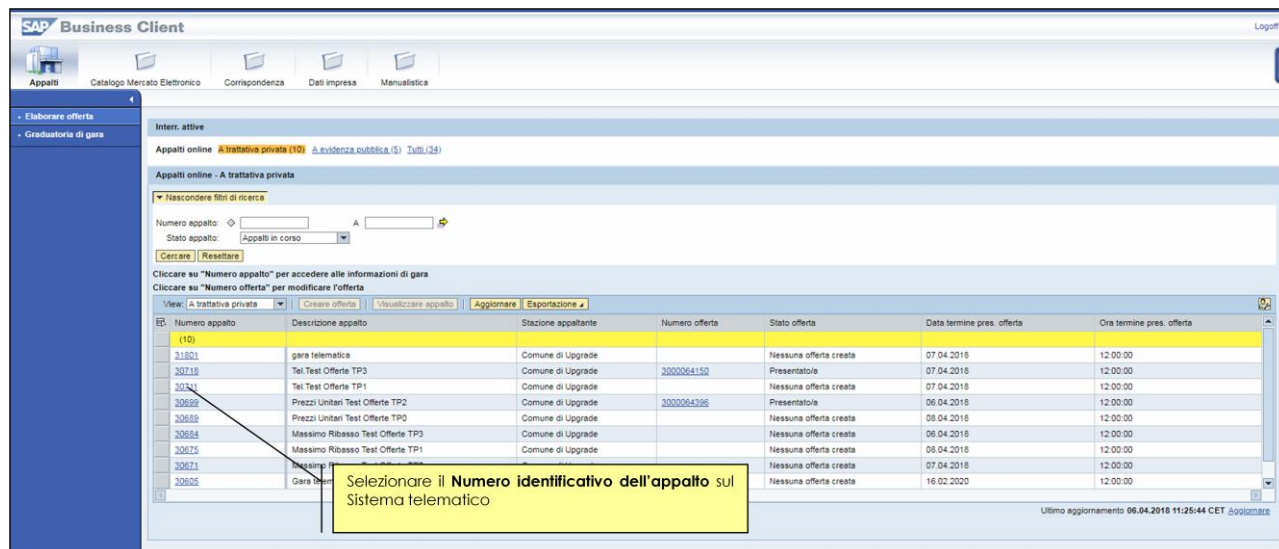 SAP Business Client
Logoff
Appalti
Catalogo Mercato Elettronico
Corrispondenza
Dati impresa
Manualistica
Elaborare offerta
Graduatoria di gara
Interr. attive
Appalti online A trattativa privata (10) A evidenza pubblica (5) Tutti (34)
Appalti online - A trattativa privata
Nascondere filtri di ricerca
Numero appalto: A
Stato appalto: Appalti in corso
Cercare Resettare
Cliccare su "Numero appalto" per accedere alle informazioni di gara
Cliccare su "Numero offerta" per modificare l'offerta
View: A trattativa privata Creare offerta Visualizzare appalto Aggiornare Esportazione
Numero appalto Descrizione appalto Stazione appaltante Numero offerta Stato offerta Data termine pres. offerta Ora termine pres. offerta
(10)
31801 gara telematica Comune di Upgrade Nessuna offerta creata 07.04.2018 12:00:00
30718 Tel.Test Offerte TP3 Comune di Upgrade 3000064150 Presentato/a 07.04.2018 12:00:00
30711 Tel.Test Offerte TP1 Comune di Upgrade Nessuna offerta creata 07.04.2018 12:00:00
30699 Prezzi Unitari Test Offerte TP2 Comune di Upgrade 3000064396 Presentato/a 06.04.2018 12:00:00
30689 Prezzi Unitari Test Offerte TP0 Comune di Upgrade Nessuna offerta creata 08.04.2018 12:00:00
30684 Massimo Ribasso Test Offerte TP3 Comune di Upgrade Nessuna offerta creata 06.04.2018 12:00:00
30675 Massimo Ribasso Test Offerte TP1 Comune di Upgrade Nessuna offerta creata 08.04.2018 12:00:00
30671 Nessuna offerta creata 07.04.2018 12:00:00
30605 Gara Nessuna offerta creata 16.02.2020 12:00:00
Selezionare il Numero identificativo dell'appalto sul
Sistema telematico
Ultimo aggiornamento 06.04.2018 11:25:44 CET Aggiornare